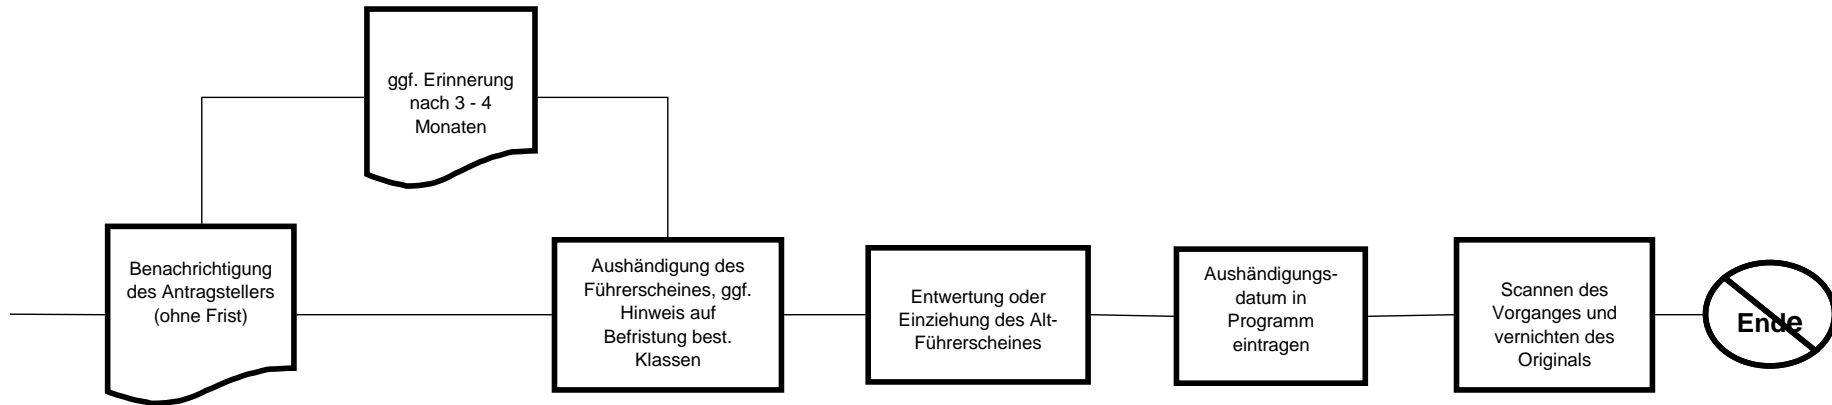 ggf. Erinnerung
nach 3 - 4
Monaten
Benachrichtigung
des Antragstellers
(ohne Frist)
Aushändigung des
Führerscheines, ggf.
Hinweis auf
Befristung best.
Klassen
Entwertung oder
Einziehung des Alt-
Führerscheines
Aushändigungs-
datum in
Programm
eintragen
Scannen des
Vorganges und
vernichten des
Originals
Ende